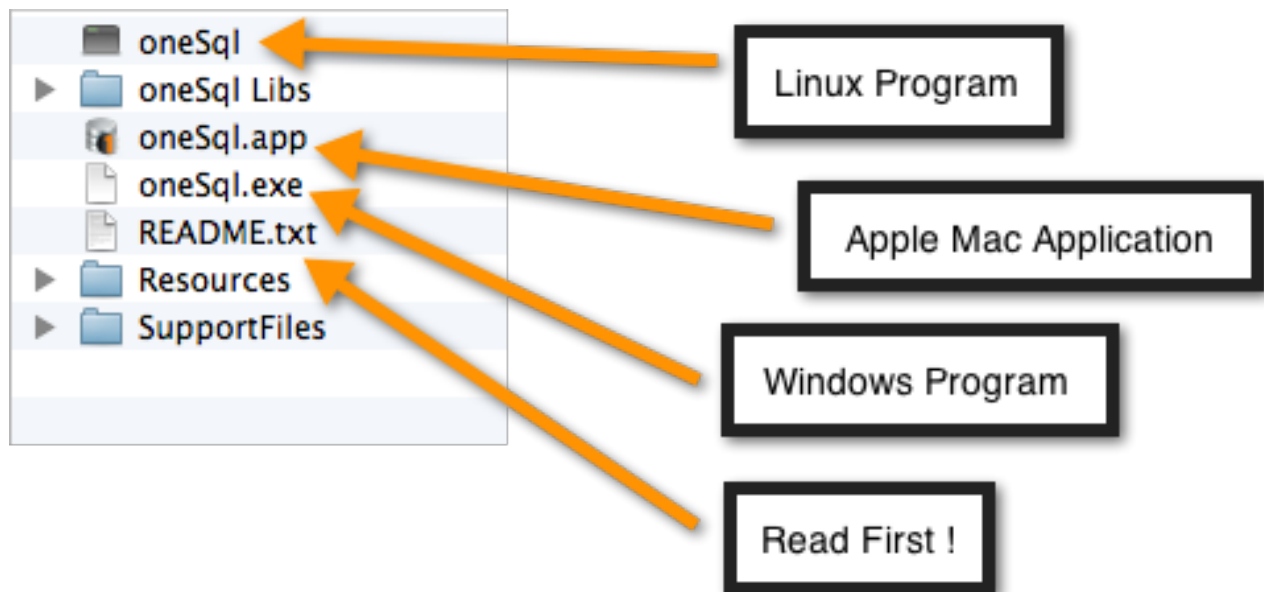 oneSql
oneSql Libs
oneSql.app
oneSql.exe
README.txt
Resources
SupportFiles
Linux Program
Apple Mac Application
Windows Program
Read First !